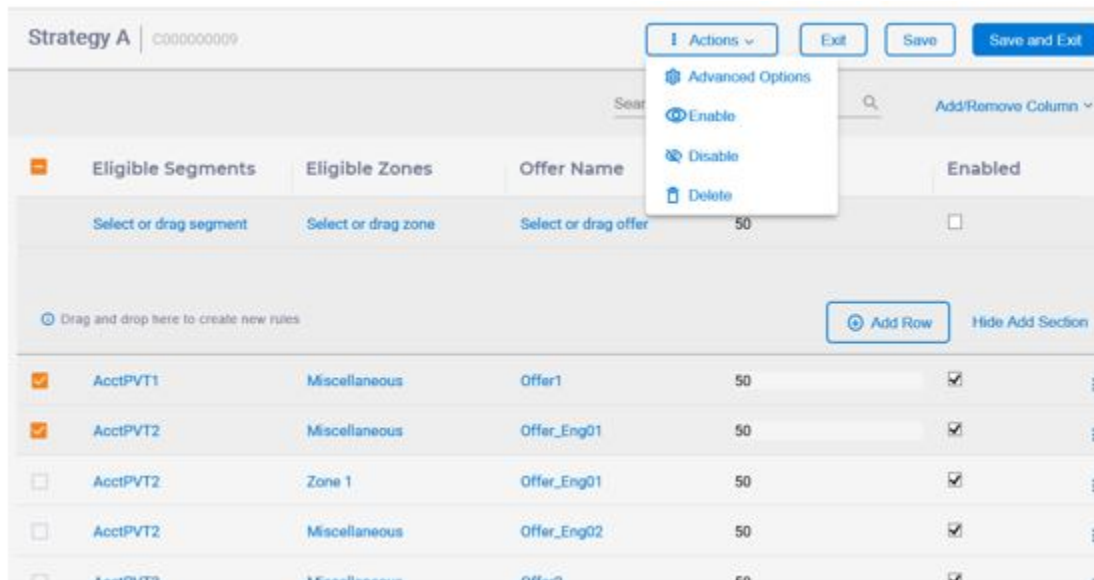 Strategy A | C000000009
Actions
Exit
Save
Save and Exit
Advanced Options
Enable
Disable
Delete
Sear
Add/Remove Column
Eligible Segments Eligible Zones Offer Name Enabled
Select or drag segment Select or drag zone Select or drag offer 50
Drag and drop here to create new rules
Add Row
Hide Add Section
AcctPVT1 Miscellaneous Offer1 50
AcctPVT2 Miscellaneous Offer_Eng01 50
AcctPVT2 Zone 1 Offer_Eng01 50
AcctPVT2 Miscellaneous Offer_Eng02 50